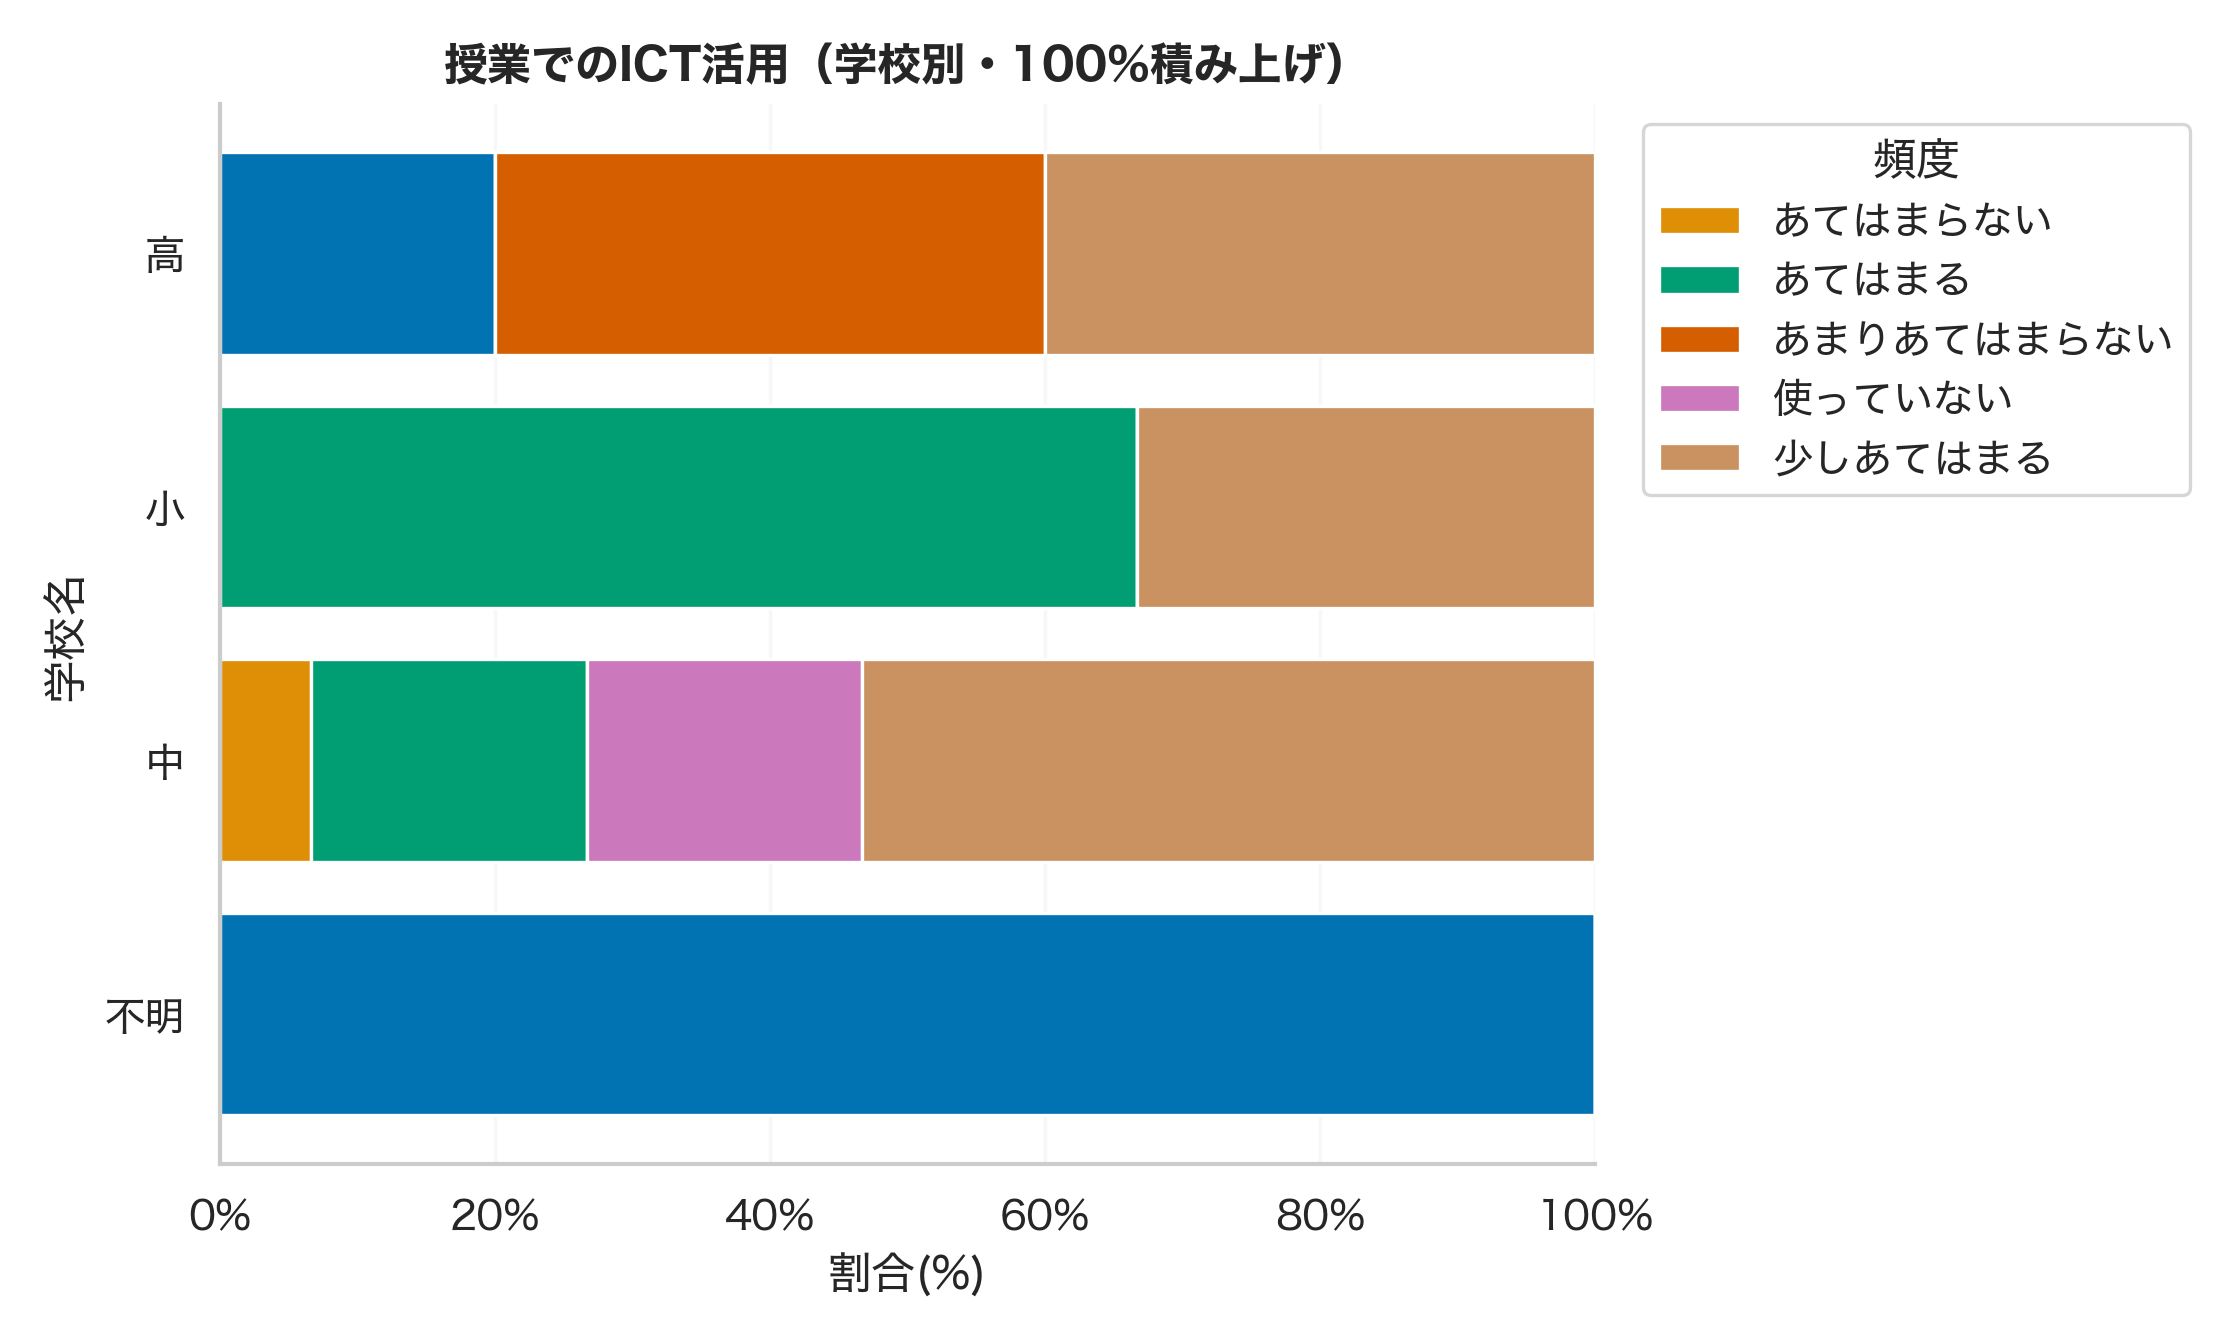 授業でのICT活用（学校別・100%積み上げ）
頻度
あてはまらない
あてはまる
あまりあてはまらない
使っていない
少しあてはまる
学校名
高
小
中
不明
0% 20% 40% 60% 80% 100%
割合(%)